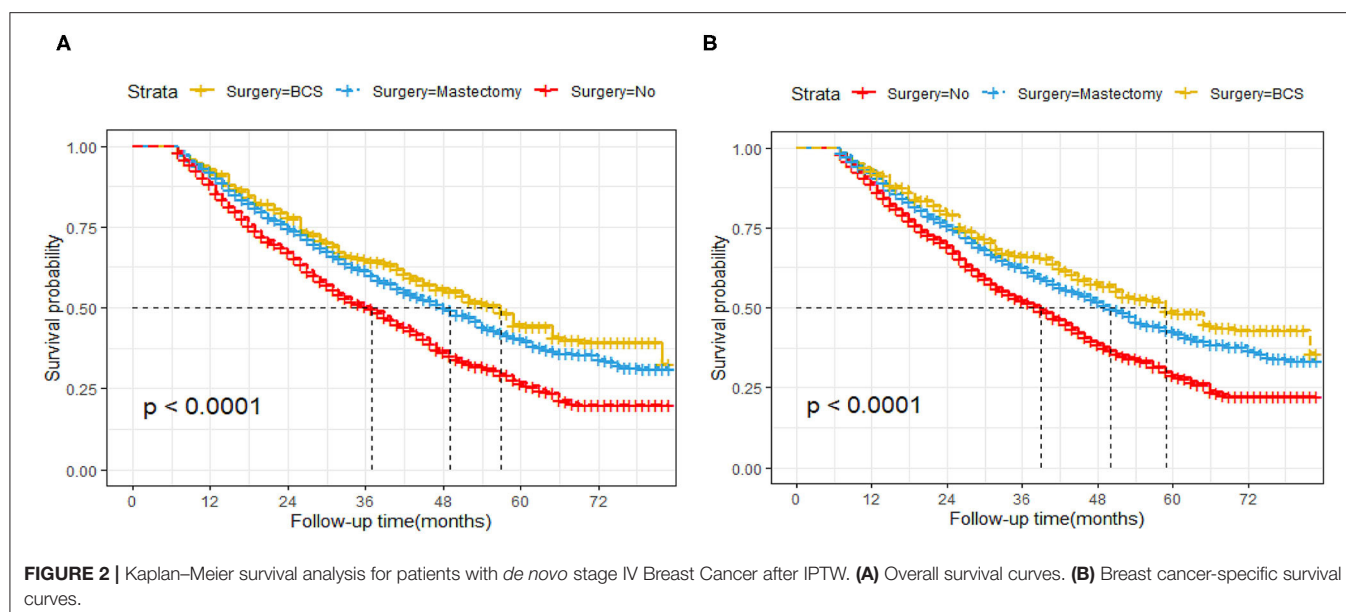 A
B
Strata Surgery=BCS Surgery=Mastectomy Surgery=No
Strata Surgery=No Surgery=Mastectomy Surgery=BCS
Survival probability
1.00
0.75
0.50
0.25
0.00
p < 0.0001
0 12 24 36 48 60 72
Follow-up time(months)
Survival probability
1.00
0.75
0.50
0.25
0.00
p < 0.0001
0 12 24 36 48 60 72
Follow-up time(months)
FIGURE 2 | Kaplan–Meier survival analysis for patients with de novo stage IV Breast Cancer after IPTW. (A) Overall survival curves. (B) Breast cancer-specific survival
curves.